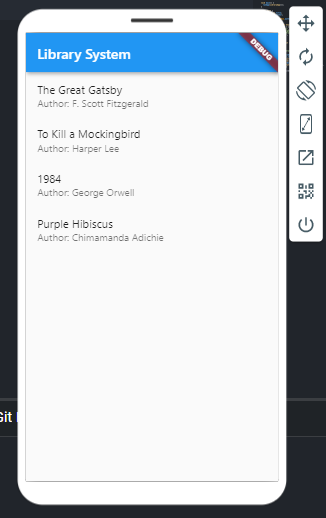 Library System
DEBUG
The Great Gatsby
Author: F. Scott Fitzgerald
To Kill a Mockingbird
Author: Harper Lee
1984
Author: George Orwell
Purple Hibiscus
Author: Chimamanda Adichie
Git